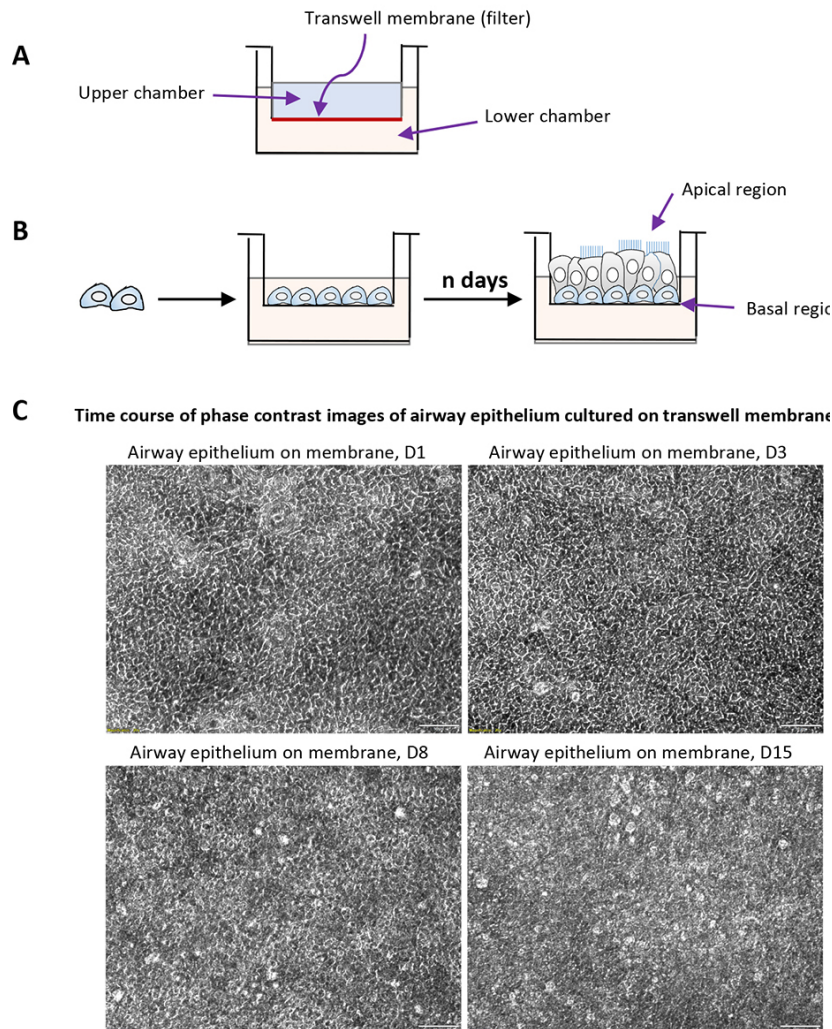 Transwell membrane (filter)
A
Upper chamber
Lower chamber
Apical region
B
n days
Basal regio
C
Time course of phase contrast images of airway epithelium cultured on transwell membrane
Airway epithelium on membrane, D1
Airway epithelium on membrane, D3
Airway epithelium on membrane, D8
Airway epithelium on membrane, D15